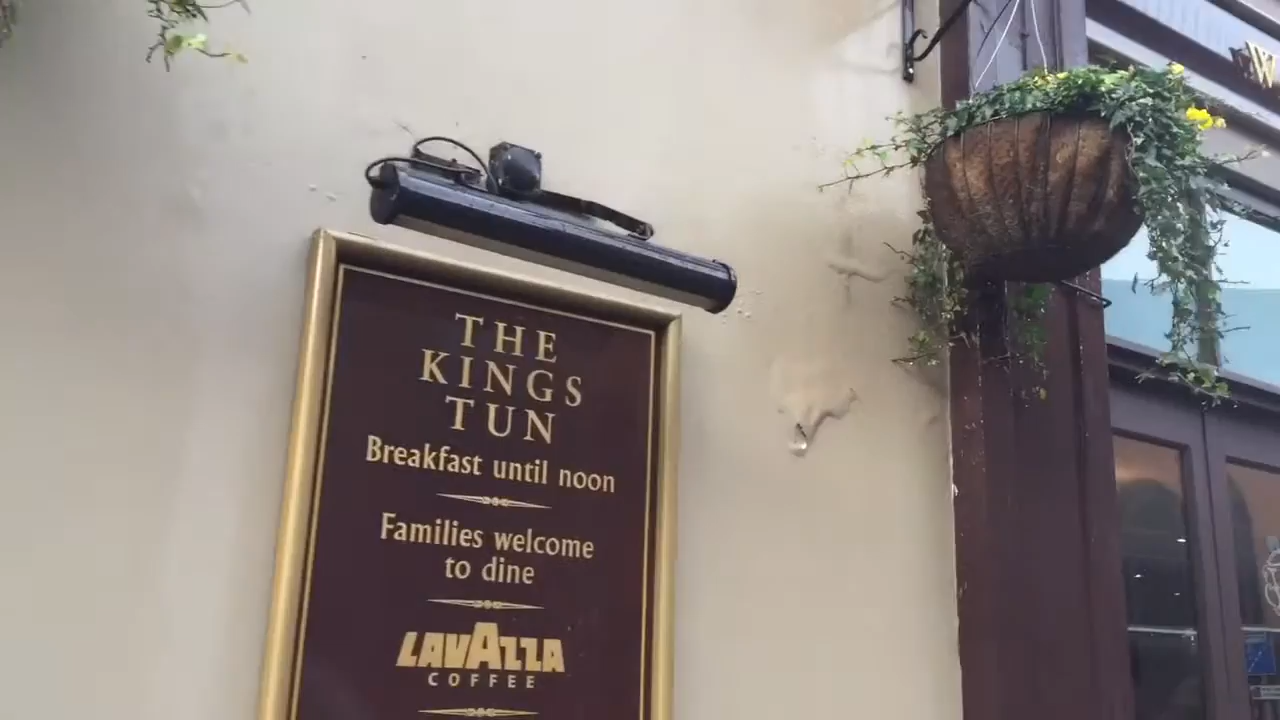 THE
KINGS
TUN
Breakfast until noon
Families welcome
to dine
LAVAZZA
COFFEE
W